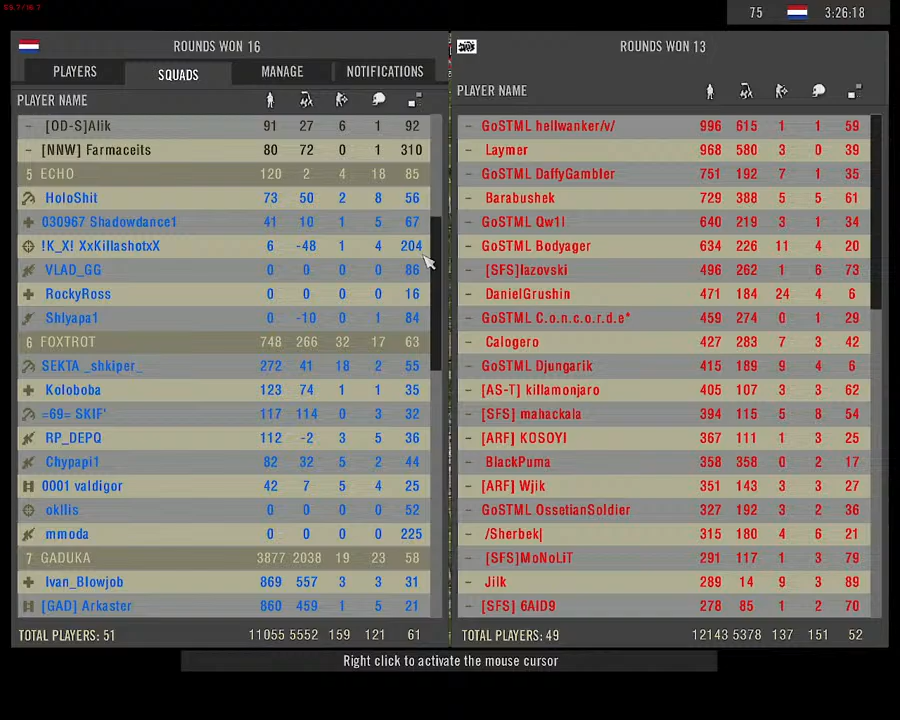 75 3:26:18
ROUNDS WON 16
PLAYERS SQUADS MANAGE NOTIFICATIONS
PLAYER NAME
- [OD-S]Alik 91 27 6 1 92
- [NNW] Farmaceits 80 72 0 1 310
5 ECHO 120 2 4 18 85
HoloShit 73 50 2 8 56
030967 Shadowdance1 41 10 1 5 67
!K_X! XxKillashotxX 6 -48 1 4 204
VLAD_GG 0 0 0 0 86
RockyRoss 0 0 0 0 16
Shlyapa1 0 -10 0 0 84
6 FOXTROT 748 266 32 17 63
SEKTA _shkiper_ 272 41 18 2 55
Koloboba 123 74 1 1 35
=69= SKIF' 117 114 0 3 32
RP_DEPQ 112 -2 3 5 36
Chypapi1 82 32 5 2 44
0001 valdigor 42 7 5 4 25
okllis 0 0 0 0 52
mmoda 0 0 0 0 225
7 GADUKA 3877 2038 19 23 58
Ivan_Blowjob 869 557 3 3 31
[GAD] Arkaster 860 459 1 5 21
TOTAL PLAYERS: 51 11055 5552 159 121 61
ROUNDS WON 13
PLAYER NAME
- GoSTML hellwanker/v/ 996 615 1 1 59
- Laymer 968 580 3 0 39
- GoSTML DaffyGambler 751 192 7 1 35
- Barabushek 729 388 5 5 61
- GoSTML Qw1l 640 219 3 1 34
- GoSTML Bodyager 634 226 11 4 20
- [SFS]lazovski 496 262 1 6 73
- DanielGrushin 471 184 24 4 6
- GoSTML C.o.n.c.o.r.d.e* 459 274 0 1 29
- Calogero 427 283 7 3 42
- GoSTML Djungarik 415 189 9 4 6
- [AS-T] killamonjaro 405 107 3 3 62
- [SFS] mahackala 394 115 5 8 54
- [ARF] KOSOYI 367 111 1 3 25
- BlackPuma 358 358 0 2 17
- [ARF] Wjik 351 143 3 3 27
- GoSTML OssetianSoldier 327 192 3 2 36
- /Sherbek| 315 180 4 6 21
- [SFS]MoNoLiT 291 117 1 3 79
- Jilk 289 14 9 3 89
- [SFS] 6AID9 278 85 1 2 70
TOTAL PLAYERS: 49 12143 5378 137 151 52
Right click to activate the mouse cursor